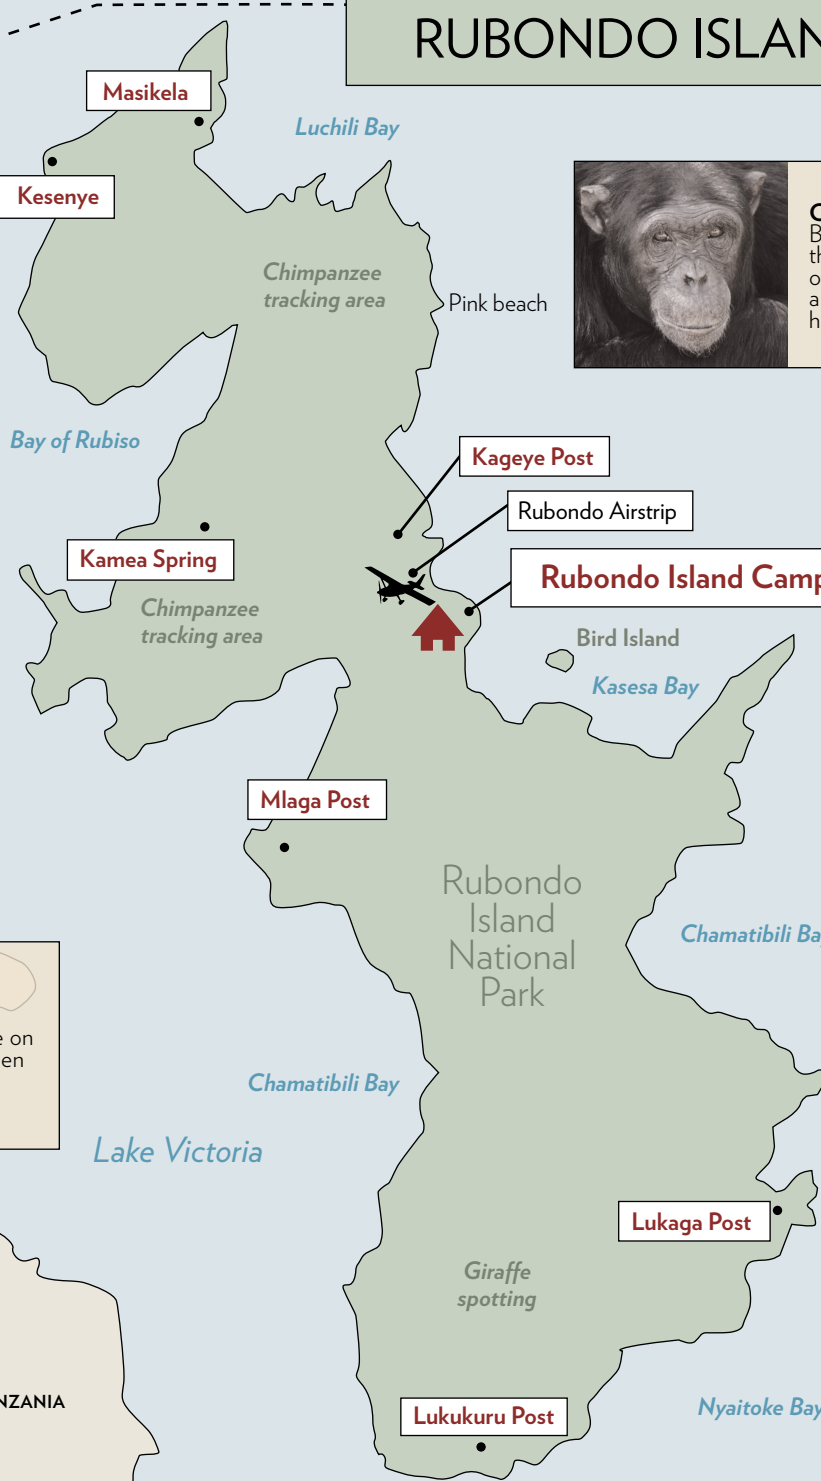 RUBONDO ISLAN
Masikela
Luchili Bay
Kesenye
C
B
th
o
a
h
Chimpanzee
tracking area
Pink beach
Bay of Rubiso
Kageye Post
Rubondo Airstrip
Kamea Spring
Rubondo Island Camp
Chimpanzee
tracking area
Bird Island
Kasesa Bay
Mlaga Post
Rubondo
Island
National
Park
Chamatibili Ba
e on
en
Chamatibili Bay
Lake Victoria
Lukaga Post
Giraffe
spotting
NZANIA
Lukukuru Post
Nyaitoke Bay